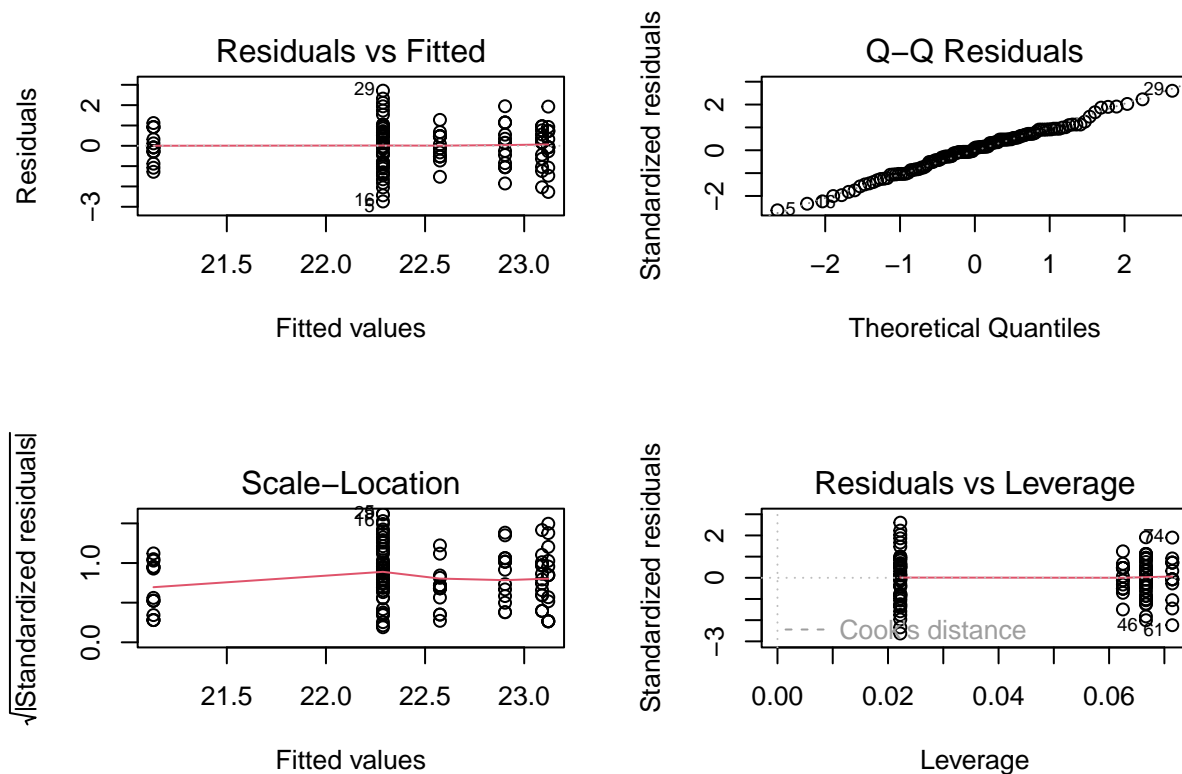 Residuals vs Fitted
Residuals
2
0
−3
29
16
5
21.5 22.0 22.5 23.0
Fitted values
Q−Q Residuals
Standardized residuals
2
0
−2
29
5
−2 −1 0 1 2
Theoretical Quantiles
Scale−Location
√|Standardized residuals|
1.0
0.0
16
21.5 22.0 22.5 23.0
Fitted values
Residuals vs Leverage
Standardized residuals
2
0
−3
74
46 61
Cook's distance
0.00 0.02 0.04 0.06
Leverage